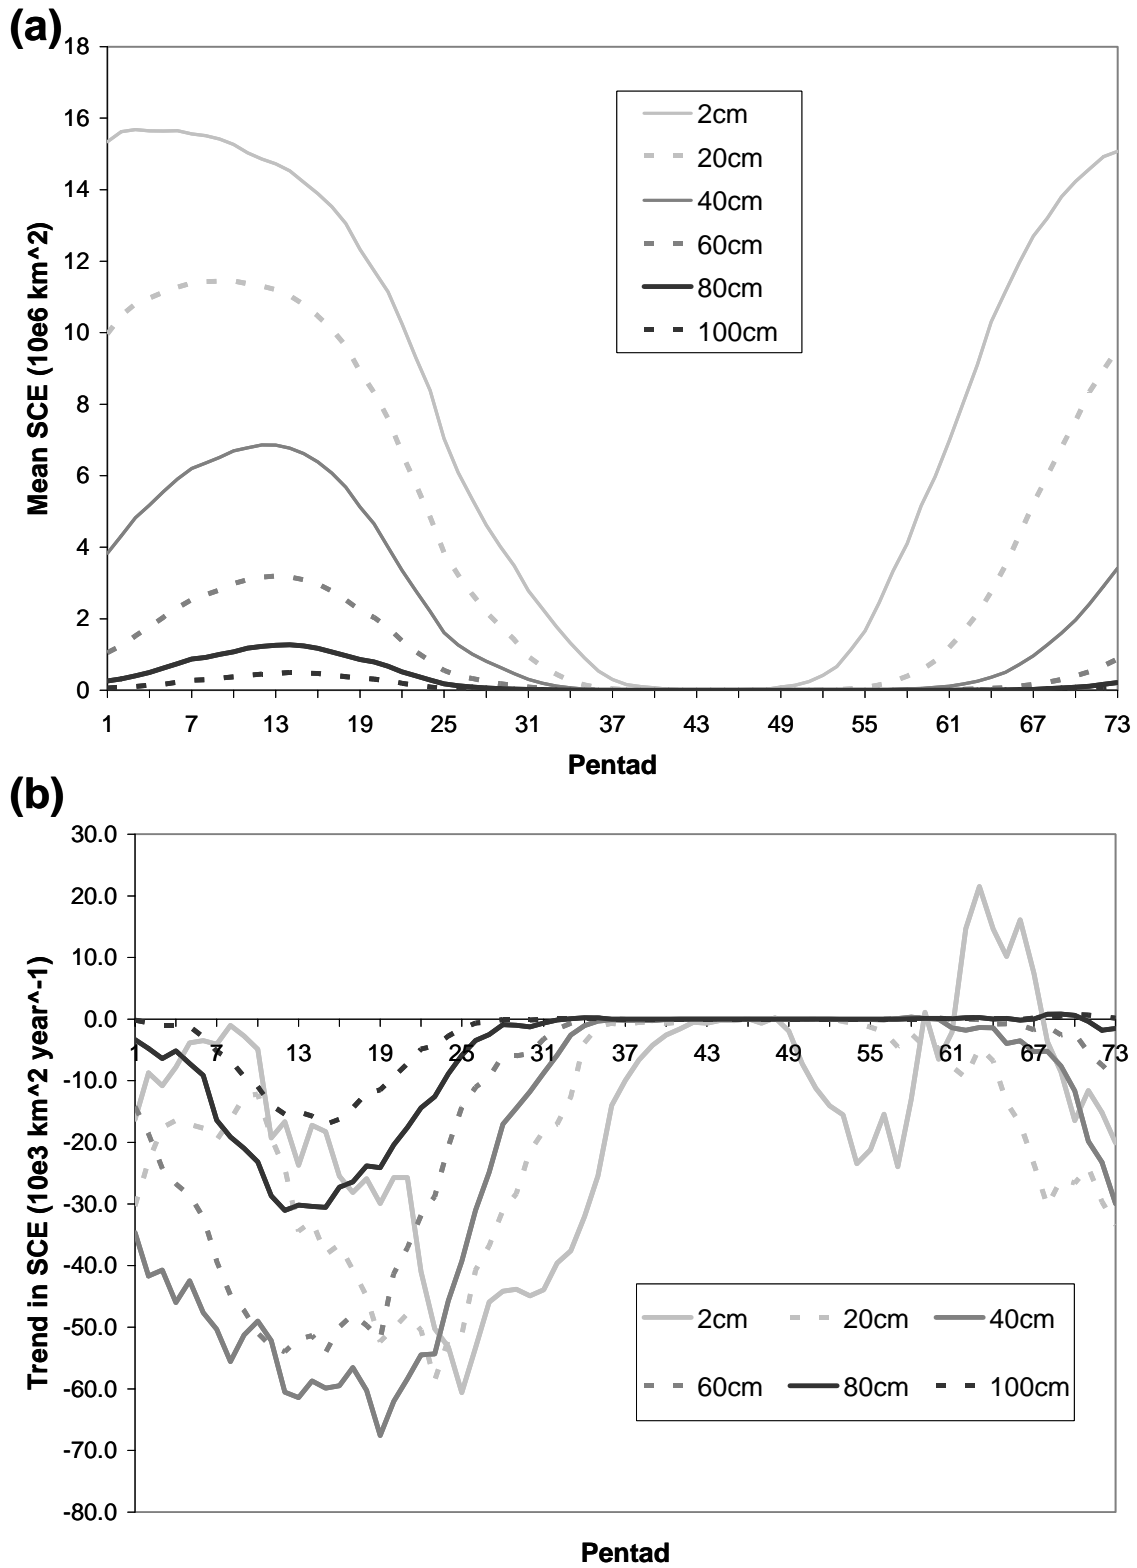 (a)
18
16
14
12
10
8
6
4
2
0
Mean SCE (10e6 km^2)
2cm
20cm
40cm
60cm
80cm
100cm
1 7 13 19 25 31 37 43 49 55 61 67 73
Pentad
(b)
30.0
20.0
10.0
0.0
-10.0
-20.0
-30.0
-40.0
-50.0
-60.0
-70.0
-80.0
Trend in SCE (10e3 km^2 year^-1)
1 7 13 19 25 31 37 43 49 55 61 67 73
2cm 20cm 40cm
60cm 80cm 100cm
Pentad